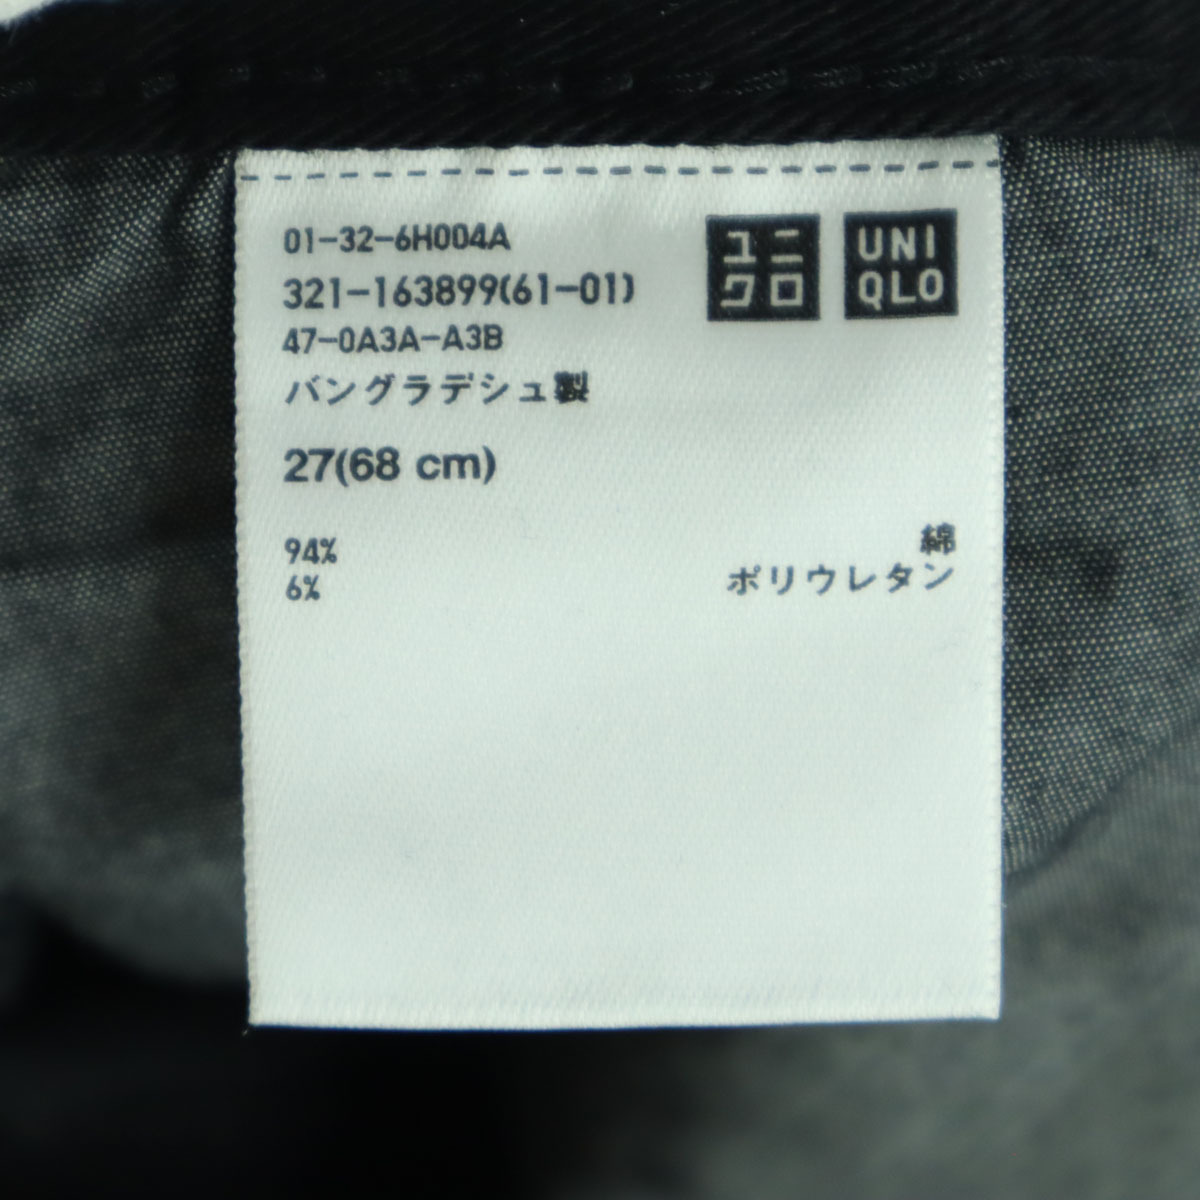 01-32-6H004A
321-163899(61-01)
47-0A3A-A3B
バングラデシュ製
ユニ
クロ
UNI
QLO
27(68 cm)
94% 綿
6% ポリウレタン